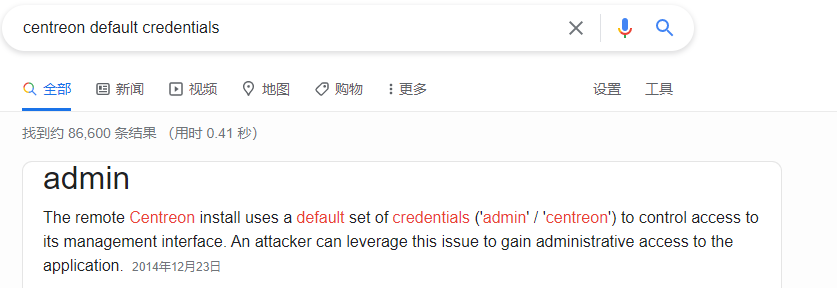 centreon default credentials
全部 新闻 视频 地图 购物 更多 设置 工具
找到约 86,600 条结果 （用时 0.41 秒）
admin
The remote Centreon install uses a default set of credentials ('admin' / 'centreon') to control access to
its management interface. An attacker can leverage this issue to gain administrative access to the
application. 2014年12月23日